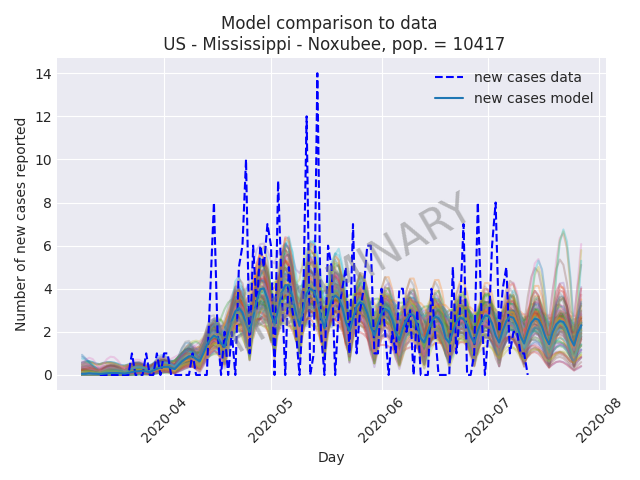 Model comparison to data
US - Mississippi - Noxubee, pop. = 10417
Number of new cases reported
14
12
10
8
6
4
2
0
new cases data
new cases model
2020-04
2020-05
2020-06
2020-07
2020-08
Day